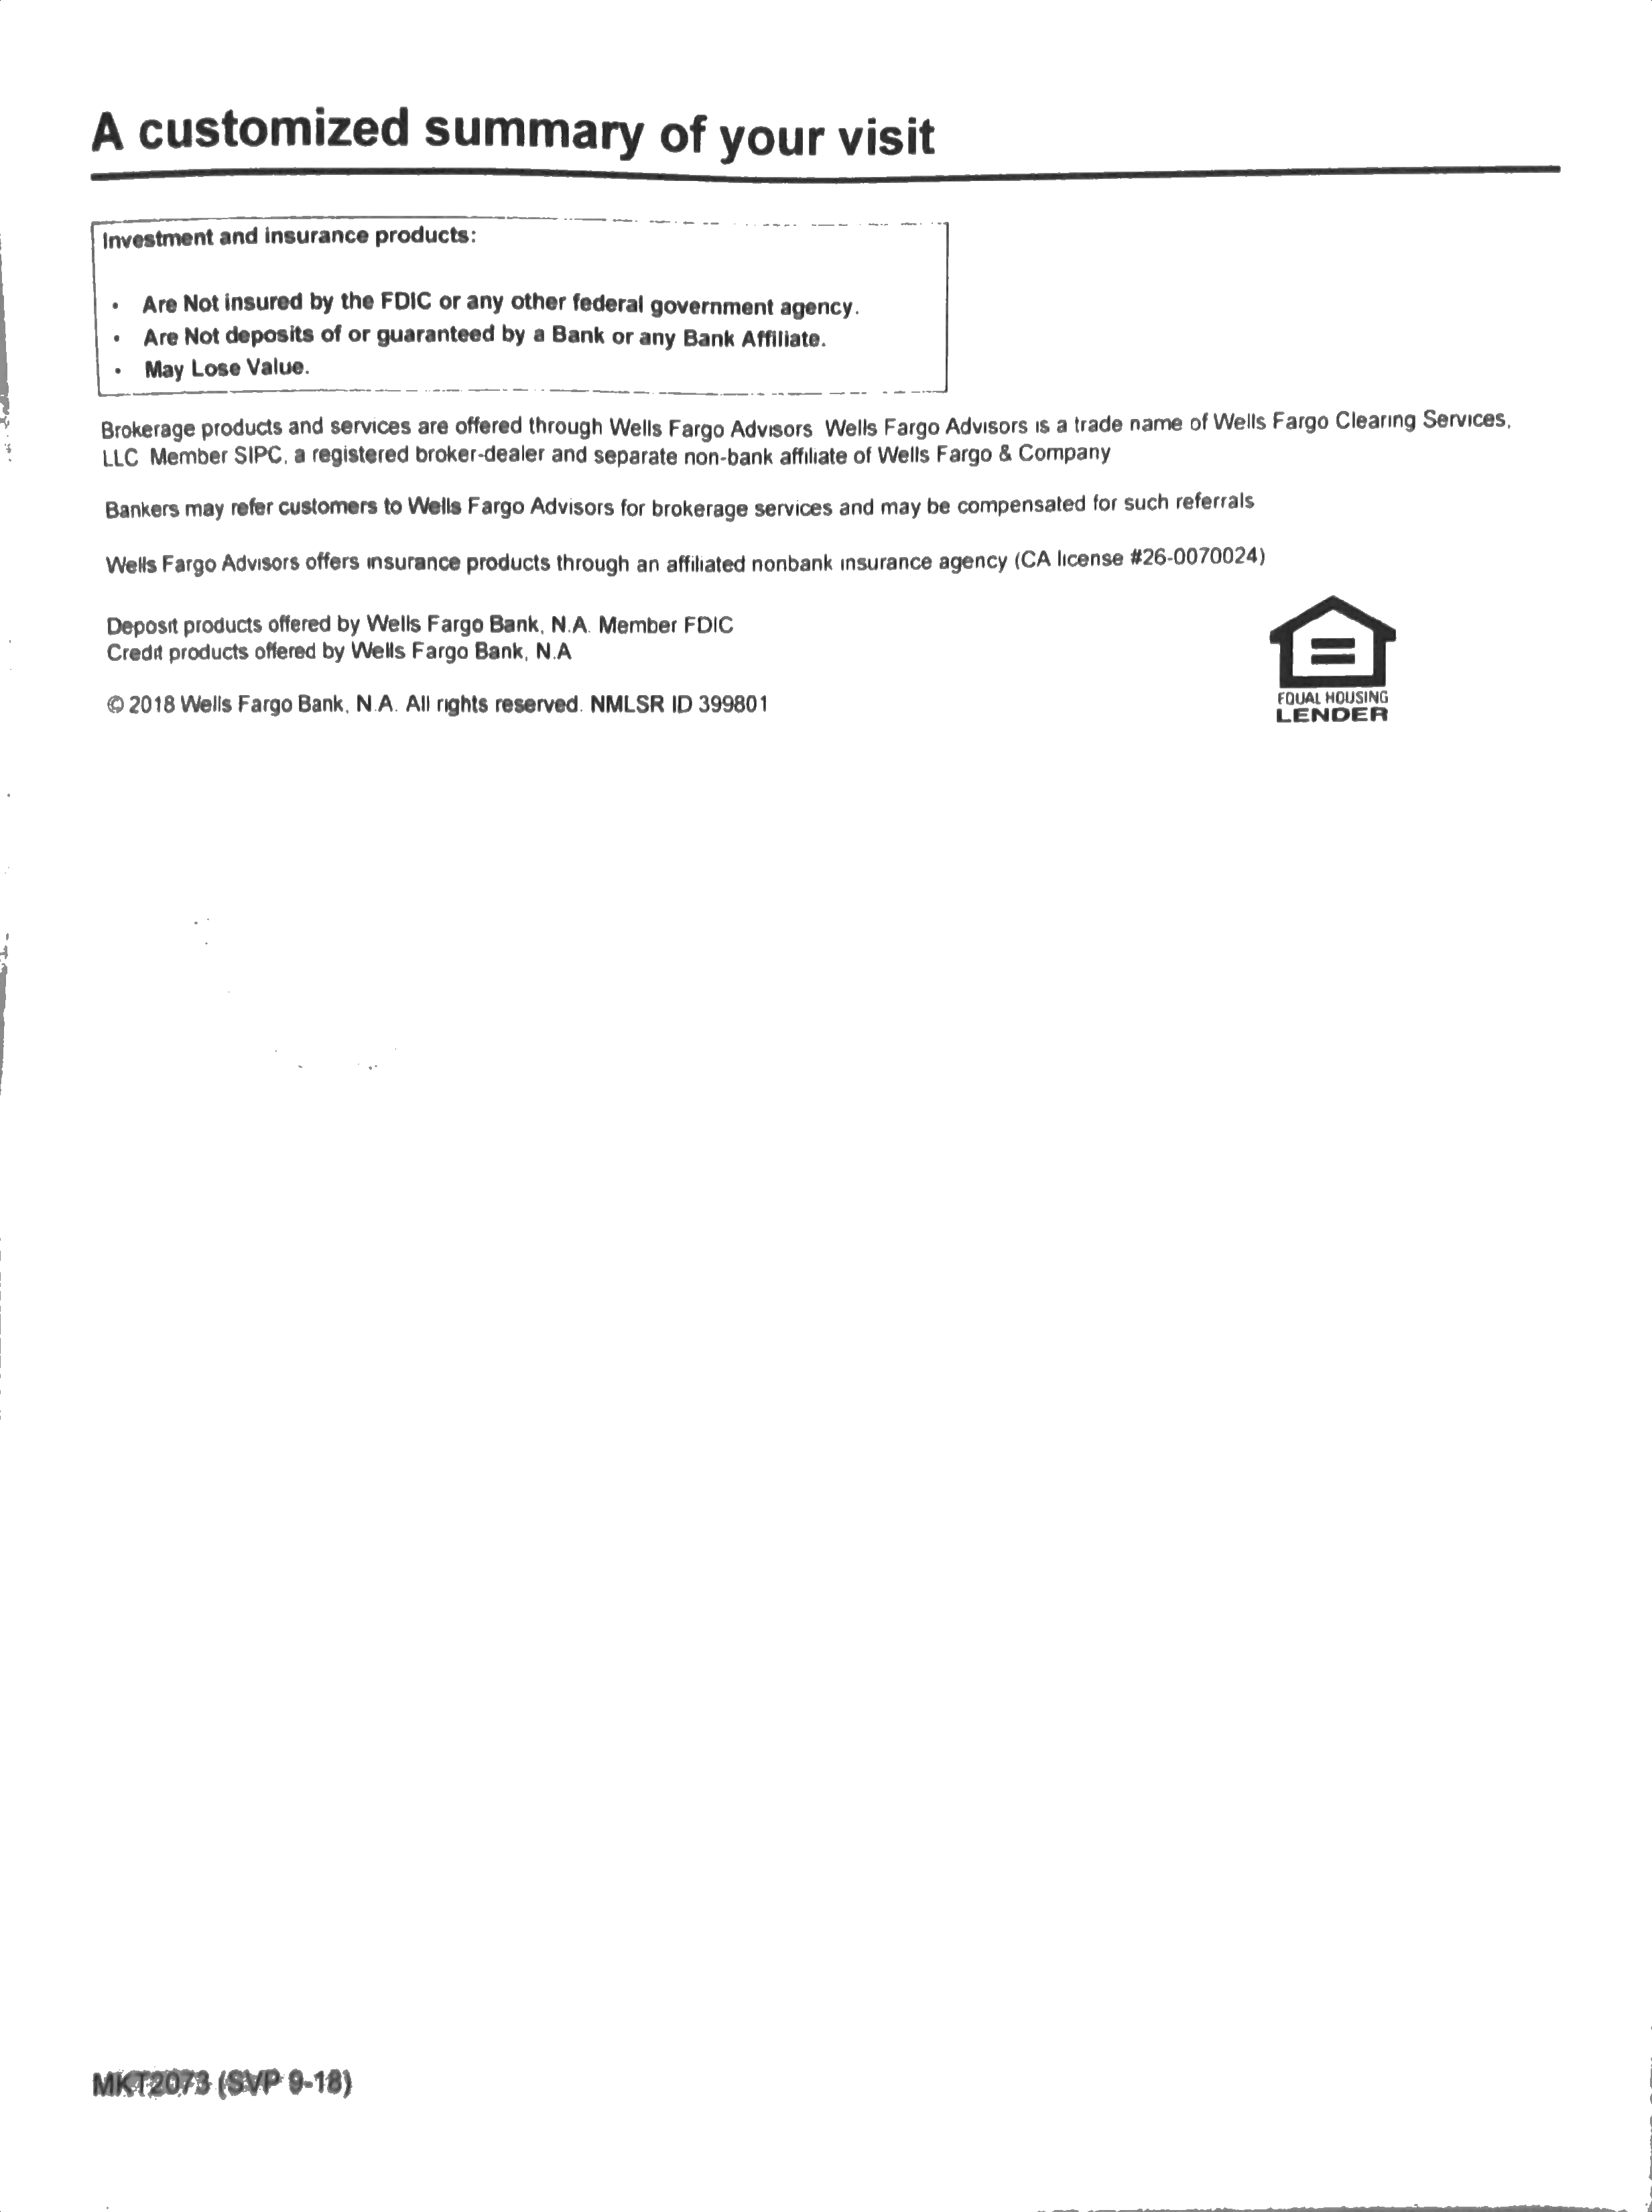 A customized summary of your visit
Investment and insurance products:
• Are Not insured by the FDIC or any other federal government agency.
• Are Not deposits of or guaranteed by a Bank or any Bank Affiliate.
• May Lose Value.
Brokerage products and services are offered through Wells Fargo Advisors Wells Fargo Advisors is a trade name of Wells Fargo Clearing Services,
LLC Member SIPC, a registered broker-dealer and separate non-bank affiliate of Wells Fargo & Company
Bankers may refer customers to Wells Fargo Advisors for brokerage services and may be compensated for such referrals
Wells Fargo Advisors offers insurance products through an affiliated nonbank insurance agency (CA license #26-0070024)
Deposit products offered by Wells Fargo Bank, N.A. Member FDIC
Credit products offered by Wells Fargo Bank, N.A
© 2018 Wells Fargo Bank, N.A. All rights reserved. NMLSR ID 399801
EQUAL HOUSING
LENDER
MKT2073 (SVP 9-18)